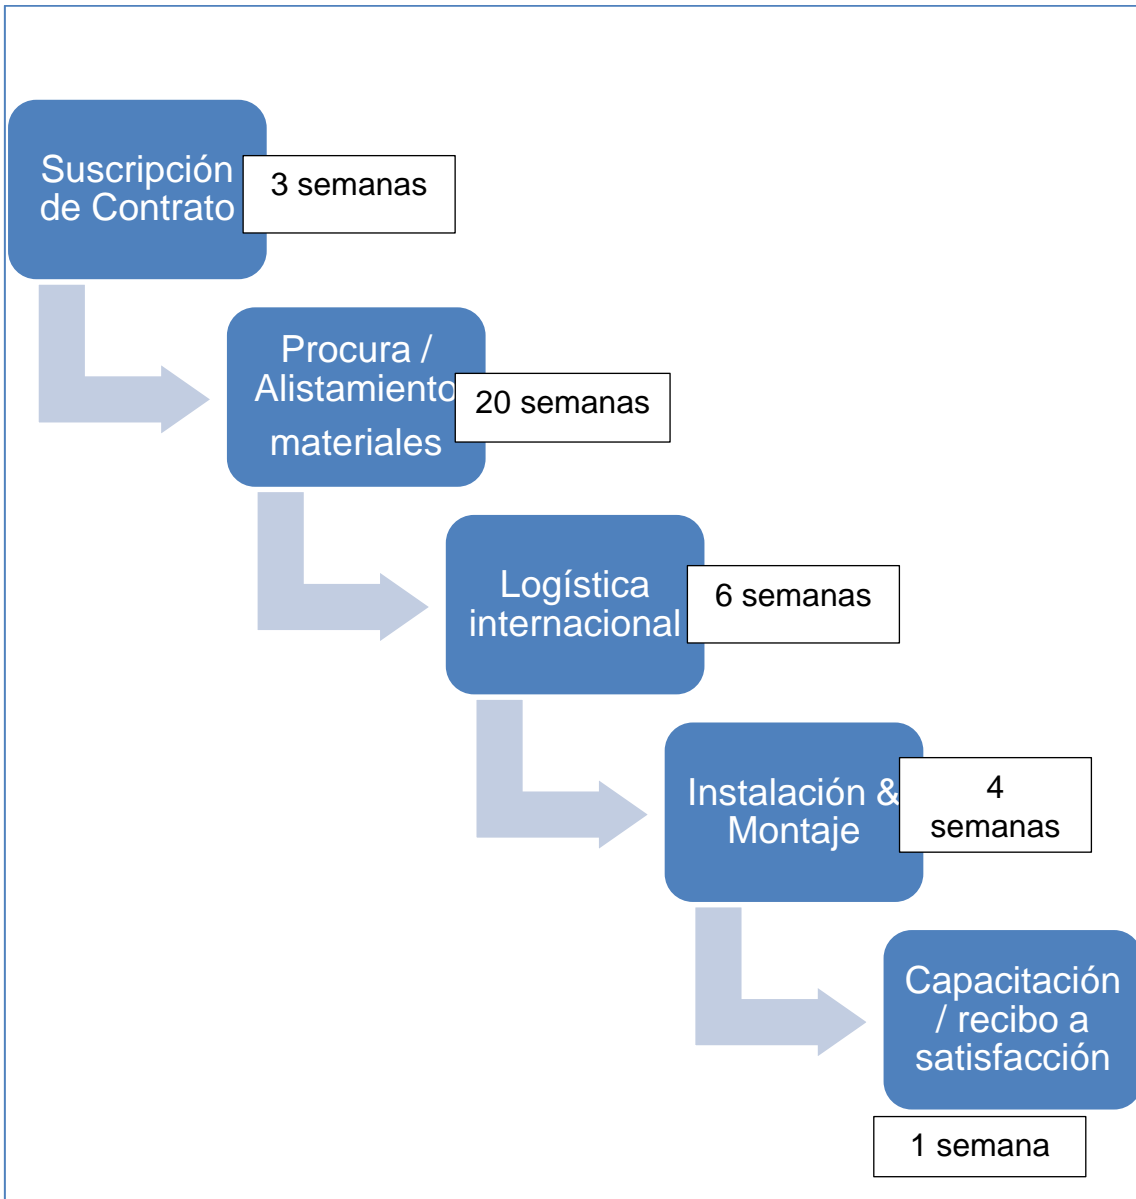 Suscripción
de Contrato
3 semanas
Procura /
Alistamiento
materiales
20 semanas
Logística
internacional
6 semanas
Instalación &
Montaje
4
semanas
Capacitación
/ recibo a
satisfacción
1 semana